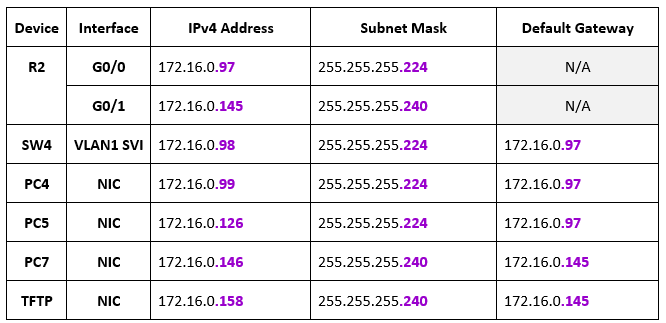 Device Interface IPv4 Address Subnet Mask Default Gateway
R2 G0/0 172.16.0.97 255.255.255.224 N/A
G0/1 172.16.0.145 255.255.255.240 N/A
SW4 VLAN1 SVI 172.16.0.98 255.255.255.224 172.16.0.97
PC4 NIC 172.16.0.99 255.255.255.224 172.16.0.97
PC5 NIC 172.16.0.126 255.255.255.224 172.16.0.97
PC7 NIC 172.16.0.146 255.255.255.240 172.16.0.145
TFTP NIC 172.16.0.158 255.255.255.240 172.16.0.145